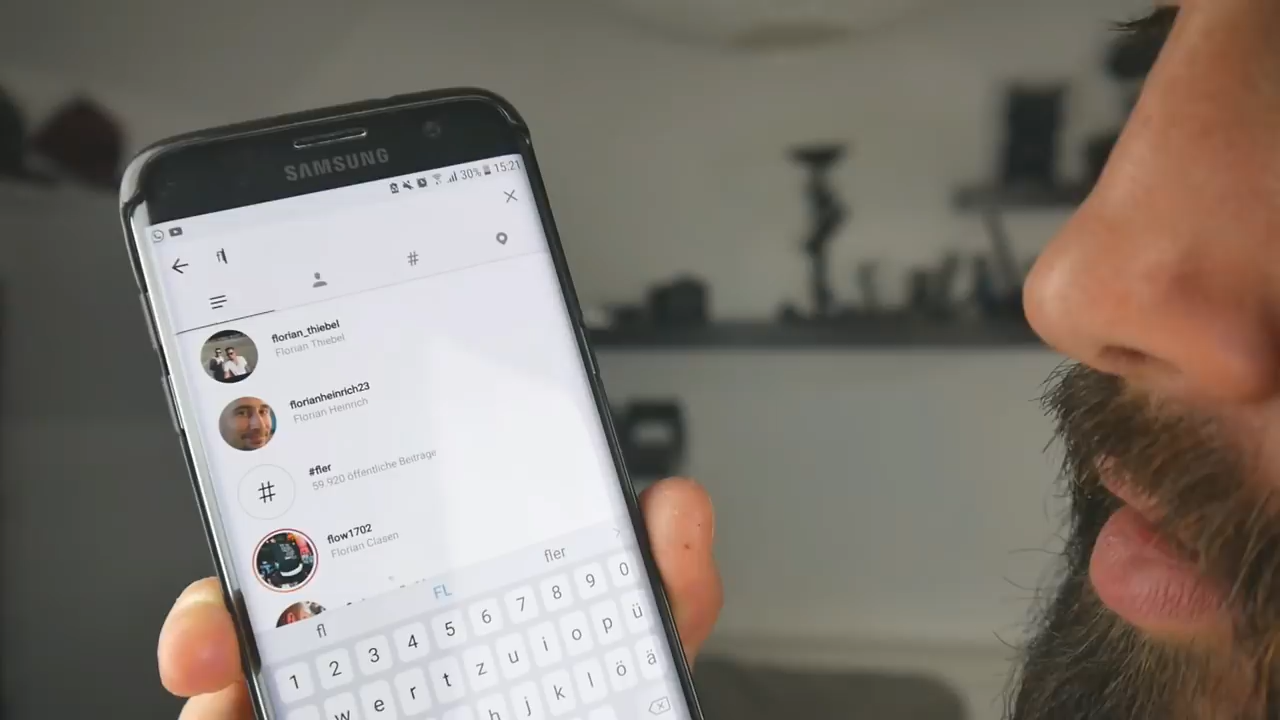 SAMSUNG
30% 15:21
fl
#
florian_thiebel
Florian Thiebel
florianheinrich23
Florian Heinrich
#
#fler
59.920 öffentliche Beiträge
flow1702
Florian Clasen
fl FL fler
1 2 3 4 5 6 7 8 9 0
w e r t z u i o p ü
h j k l ö ä